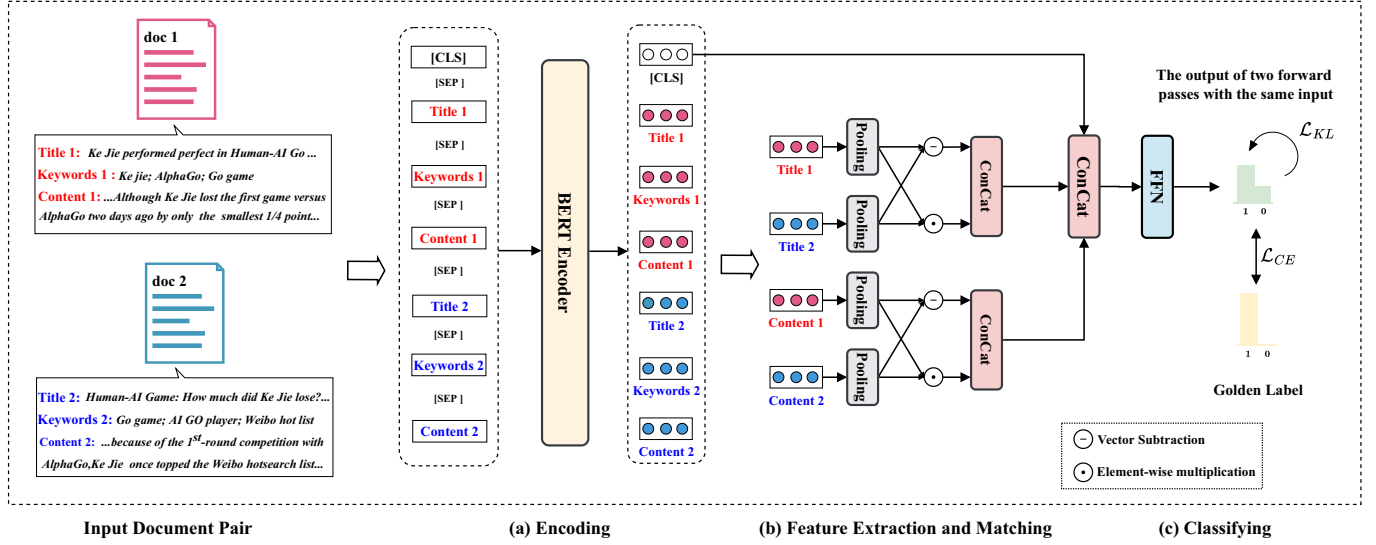 doc 1
Title 1: Ke Jie performed perfect in Human-AI Go ...
Keywords 1 : Ke jie; AlphaGo; Go game
Content 1: ...Although Ke Jie lost the first game versus
AlphaGo two days ago by only the smallest 1/4 point...
doc 2
Title 2: Human-AI Game: How much did Ke Jie lose?...
Keywords 2: Go game; AI GO player; Weibo hot list
Content 2: ...because of the 1st-round competition with
AlphaGo,Ke Jie once topped the Weibo hotsearch list...
Input Document Pair
[CLS]
[SEP ]
Title 1
[SEP ]
Keywords 1
[SEP ]
Content 1
[SEP ]
Title 2
[SEP ]
Keywords 2
[SEP ]
Content 2
BERT Encoder
[CLS]
Title 1
Keywords 1
Content 1
Title 2
Keywords 2
Content 2
(a) Encoding
Title 1
Title 2
Content 1
Content 2
Pooling
Pooling
Pooling
Pooling
ConCat
ConCat
ConCat
(b) Feature Extraction and Matching
FFN
The output of two forward
passes with the same input
L_KL
1 0
L_CE
1 0
Golden Label
Vector Subtraction
Element-wise multiplication
(c) Classifying